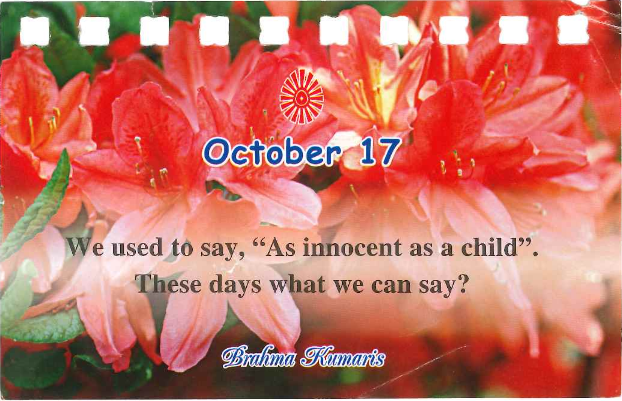 October 17
We used to say, “As innocent as a child”.
These days what we can say?
Brahma Kumaris